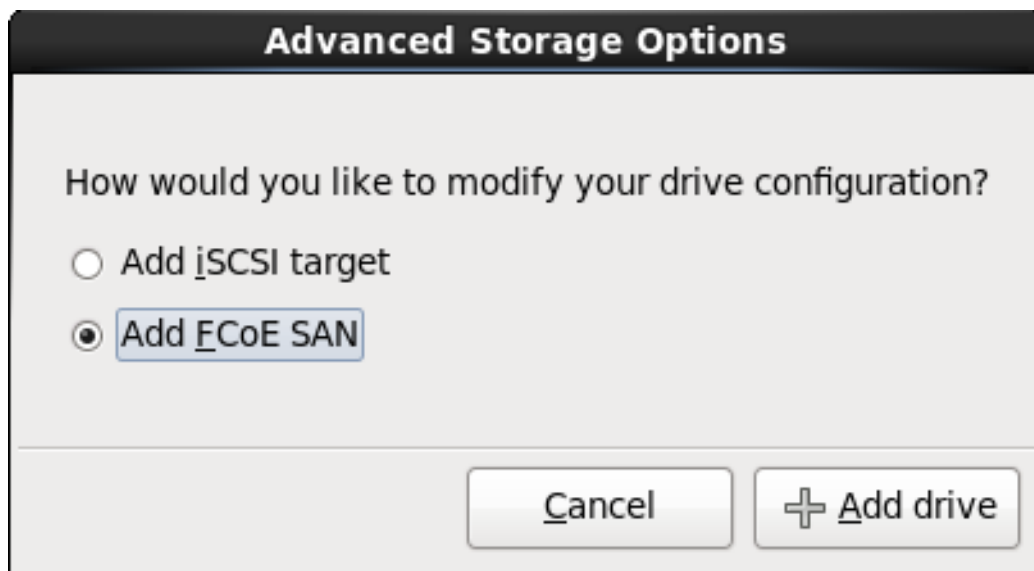 Advanced Storage Options
How would you like to modify your drive configuration?
Add iSCSI target
Add FCoE SAN
Cancel
Add drive